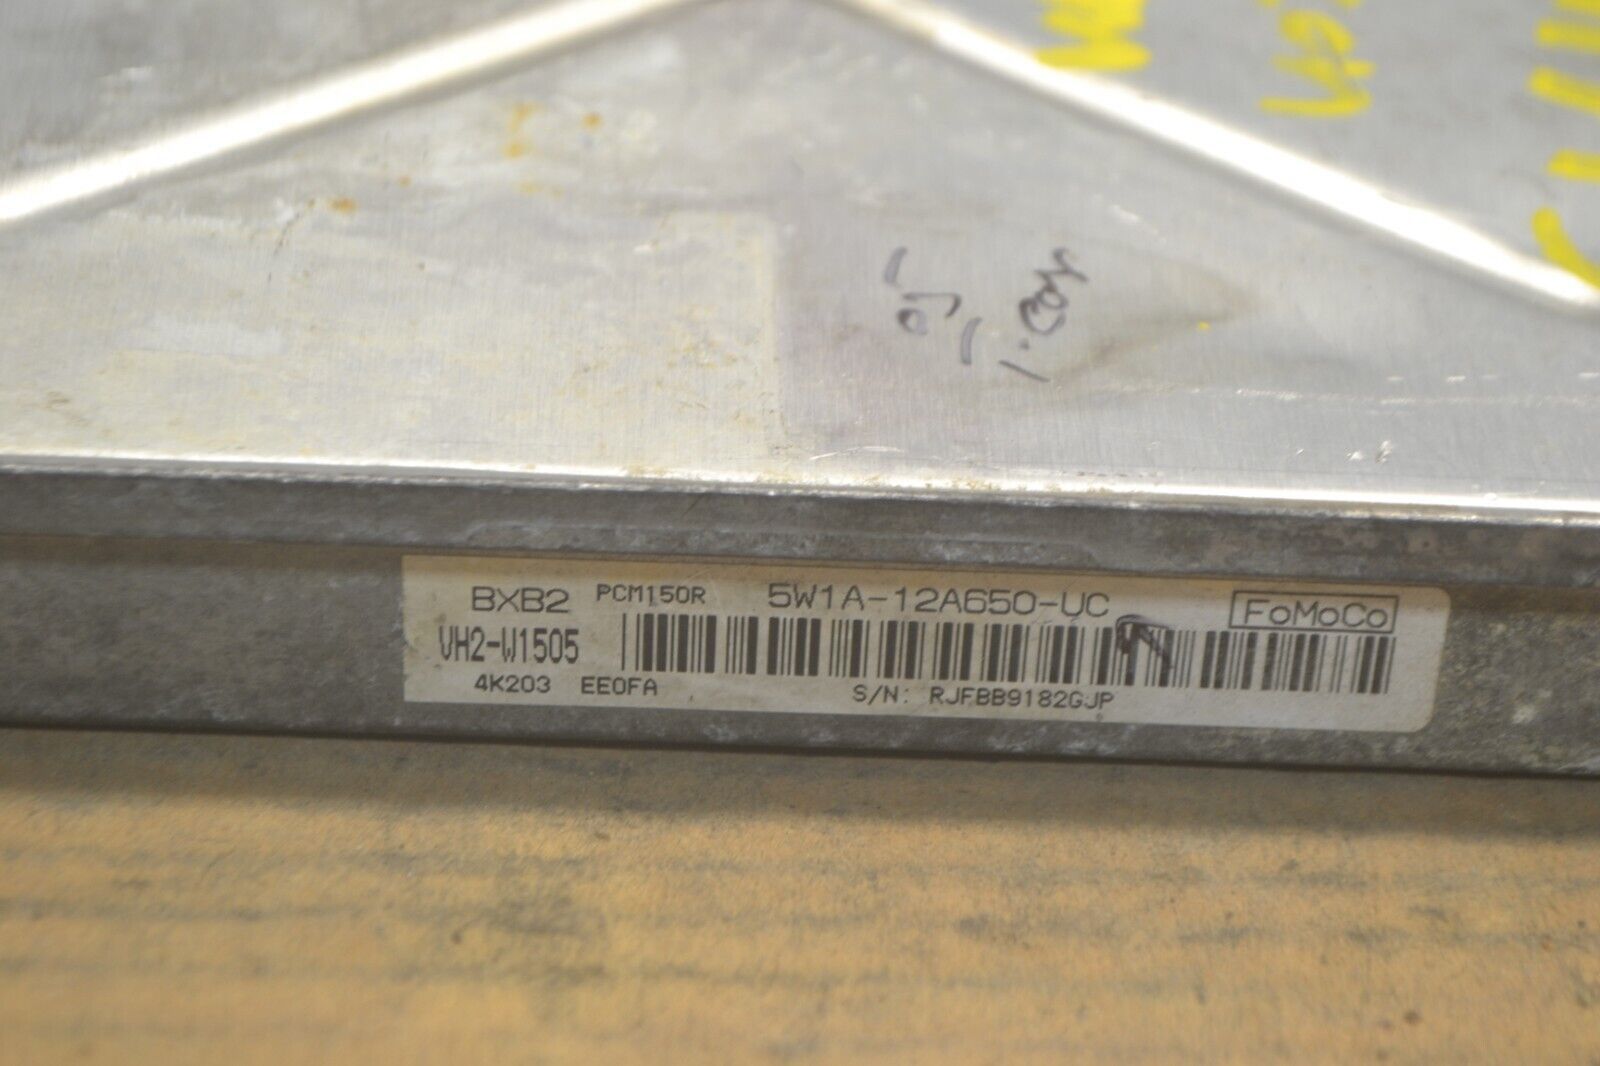 BXB2 PCM150R 5W1A-12A650-UC FoMoCo
VH2-W1505
4K203 EE0FA S/N: RJFBB9182GJP